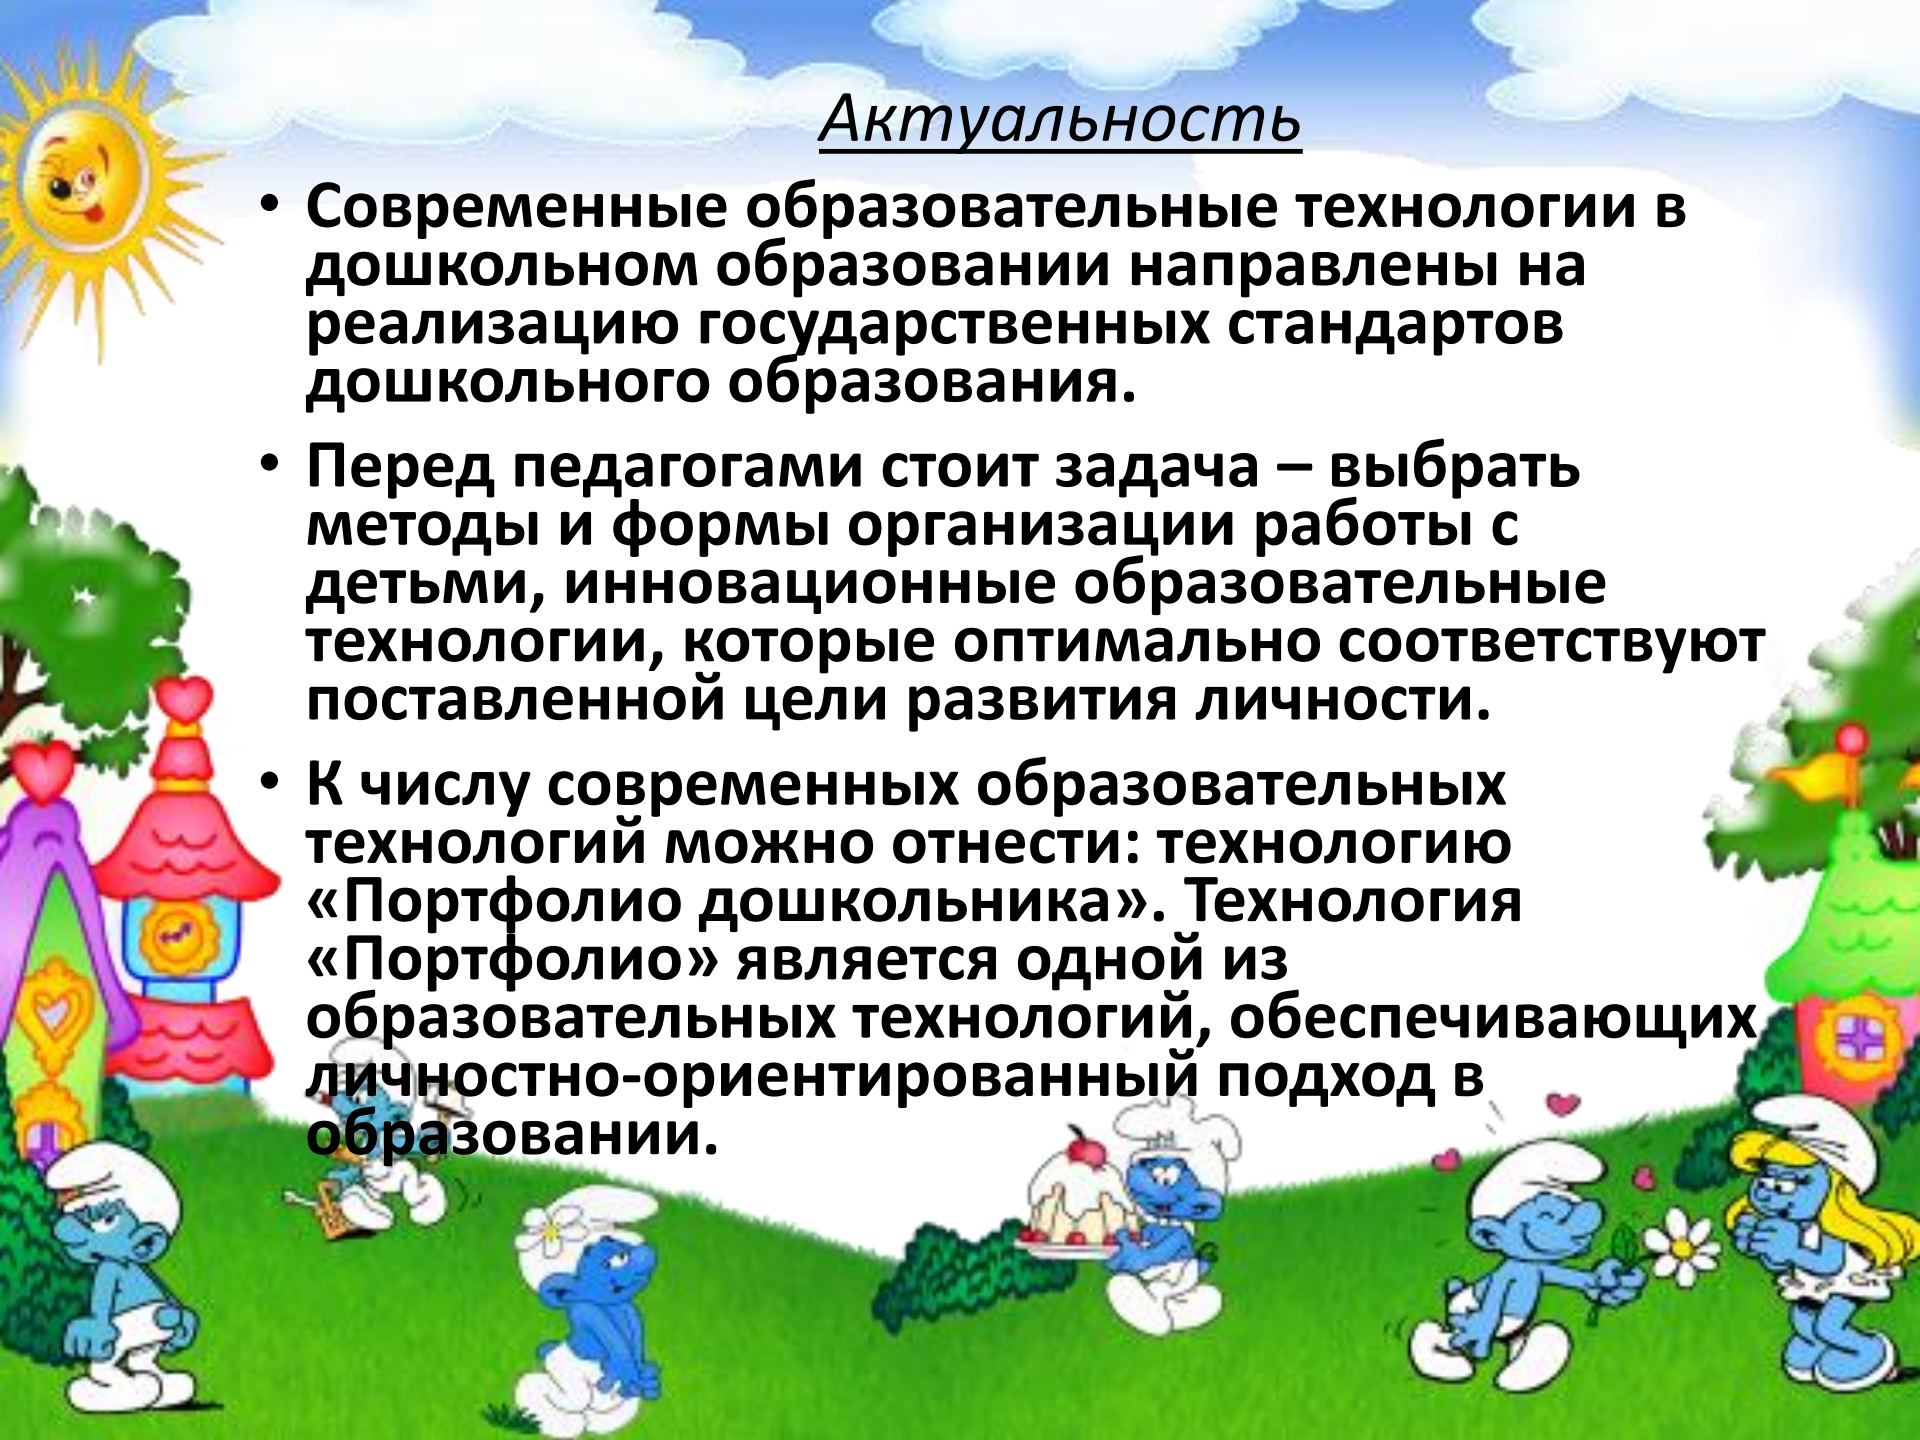 Актуальность
• Современные образовательные технологии в
дошкольном образовании направлены на
реализацию государственных стандартов
дошкольного образования.
• Перед педагогами стоит задача – выбрать
методы и формы организации работы с
детьми, инновационные образовательные
технологии, которые оптимально соответствуют
поставленной цели развития личности.
• К числу современных образовательных
технологий можно отнести: технологию
«Портфолио дошкольника». Технология
«Портфолио» является одной из
образовательных технологий, обеспечивающих
личностно-ориентированный подход в
образовании.